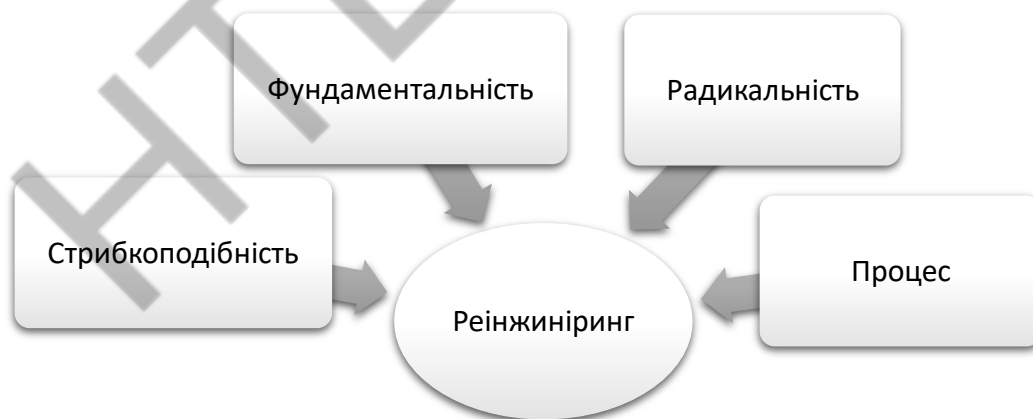 Фундаментальність
Радикальність
Стрибкоподібність
Процес
Реінжиніринг